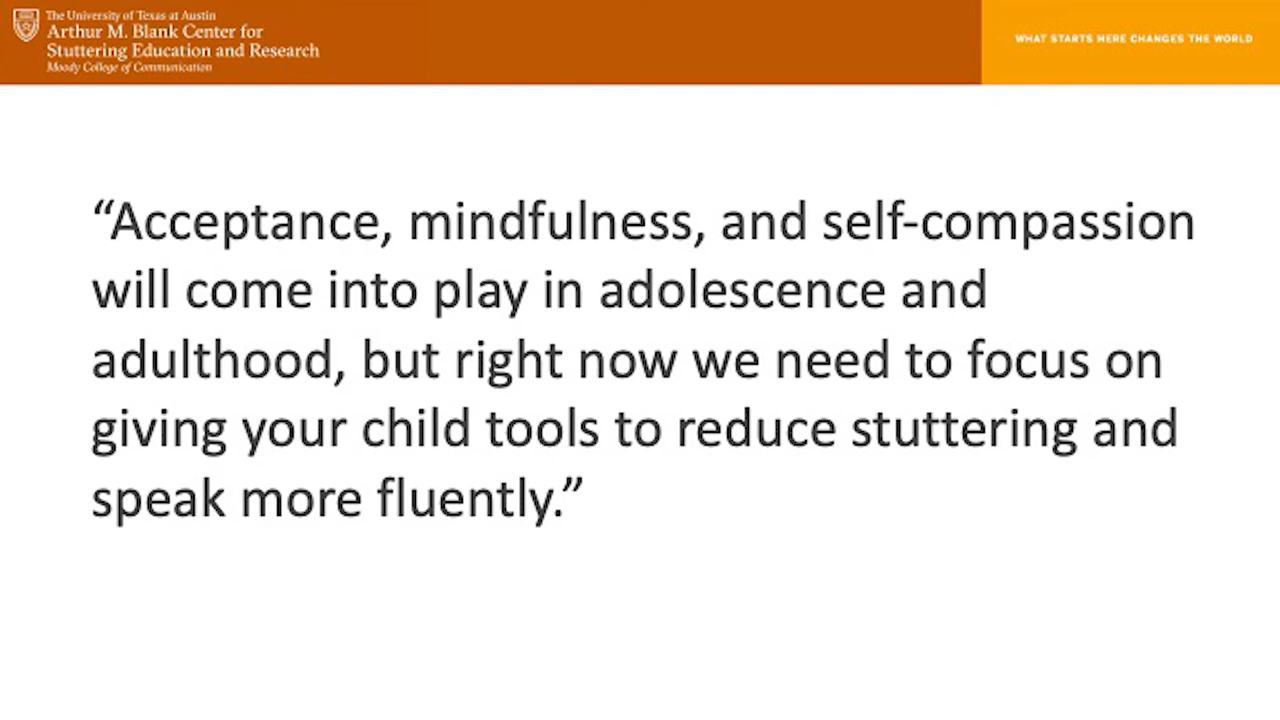 The University of Texas at Austin
Arthur M. Blank Center for
Stuttering Education and Research
Moody College of Communication
WHAT STARTS HERE CHANGES THE WORLD
“Acceptance, mindfulness, and self-compassion
will come into play in adolescence and
adulthood, but right now we need to focus on
giving your child tools to reduce stuttering and
speak more fluently.”